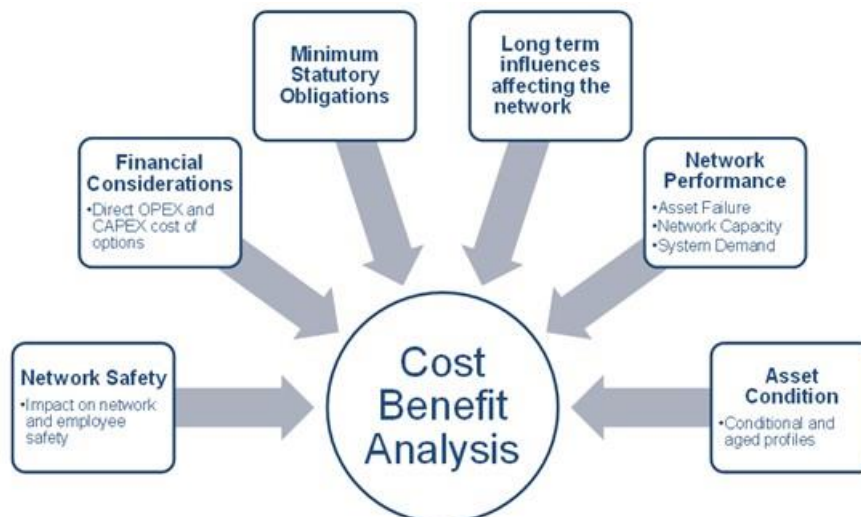 Minimum
Statutory
Obligations
Long term
influences
affecting the
network
Financial
Considerations
•Direct OPEX and
CAPEX cost of
options
Network
Performance
•Asset Failure
•Network Capacity
•System Demand
Network Safety
•Impact on network
and employee
safety
Cost
Benefit
Analysis
Asset
Condition
•Conditional and
aged profiles